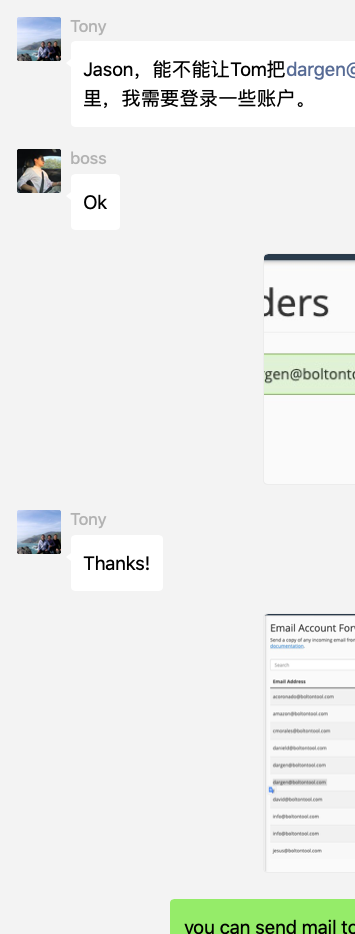 Tony
Jason，能不能让Tom把dargen@
里，我需要登录一些账户。
boss
Ok
ders
rgen@boltonto
Tony
Thanks!
Email Account For
Send a copy of any incoming email from
documentation.
Search
Email Address
acoronado@boltontool.com
amazon@boltontool.com
cmorales@boltontool.com
danield@boltontool.com
dargen@boltontool.com
dargen@boltontool.com
david@boltontool.com
info@boltontool.com
info@boltontool.com
jesus@boltontool.com
you can send mail to